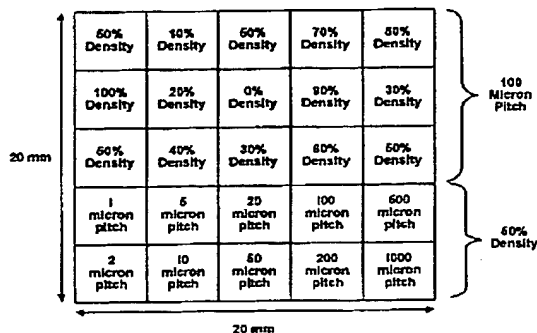 50% 10% 50% 70% 80%
Density Density Density Density Density
100% 20% 0% 90% 30%
Density Density Density Density Density
100
Micron
Pitch
50% 40% 30% 60% 50%
Density Density Density Density Density
20 mm
1 5 20 100 500
micron micron micron micron micron
pitch pitch pitch pitch pitch
50%
Density
2 10 50 200 1000
micron micron micron micron micron
pitch pitch pitch pitch pitch
20 mm